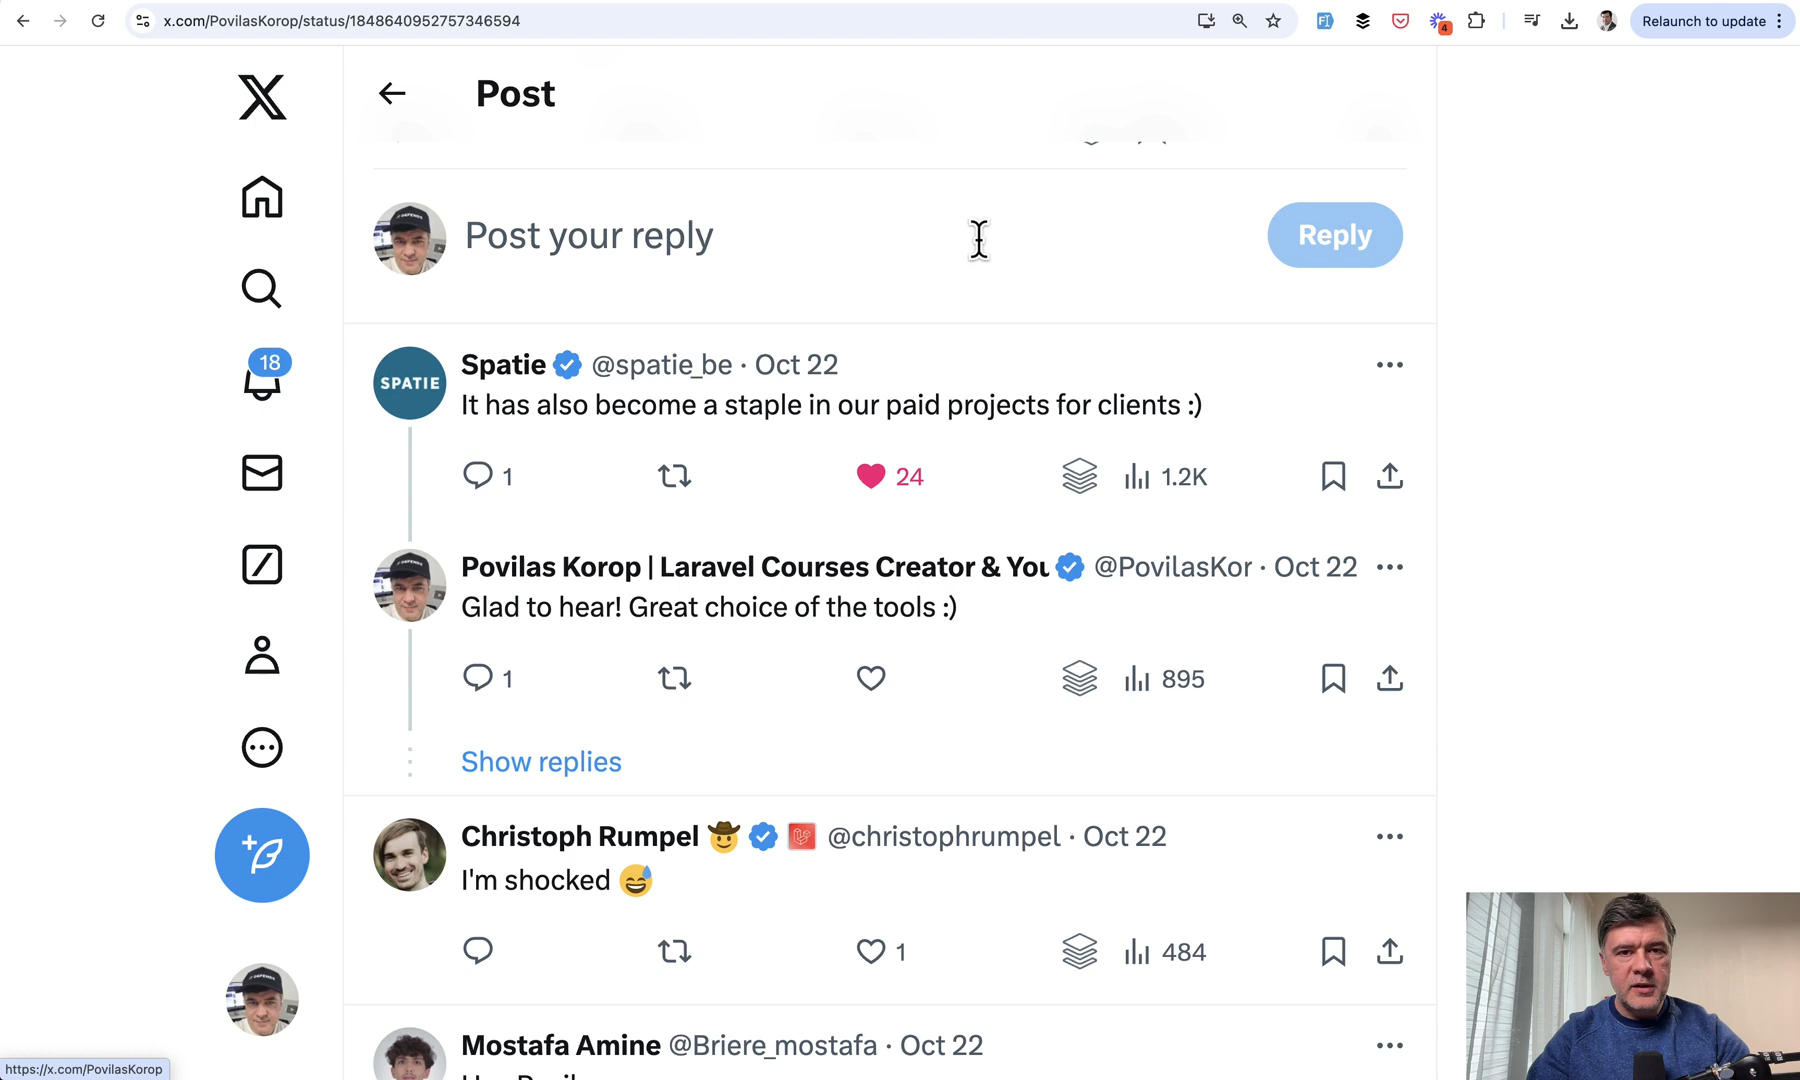 x.com/PovilasKorop/status/1848640952757346594
4
Relaunch to update
Post
Post your reply
Reply
18
Spatie @spatie_be · Oct 22
SPATIE
It has also become a staple in our paid projects for clients :)
1 24 1.2K
Povilas Korop | Laravel Courses Creator & You @PovilasKor · Oct 22
Glad to hear! Great choice of the tools :)
1 895
Show replies
Christoph Rumpel 🤠 @christophrumpel · Oct 22
I'm shocked 😅
1 484
Mostafa Amine @Briere_mostafa · Oct 22
https://x.com/PovilasKorop